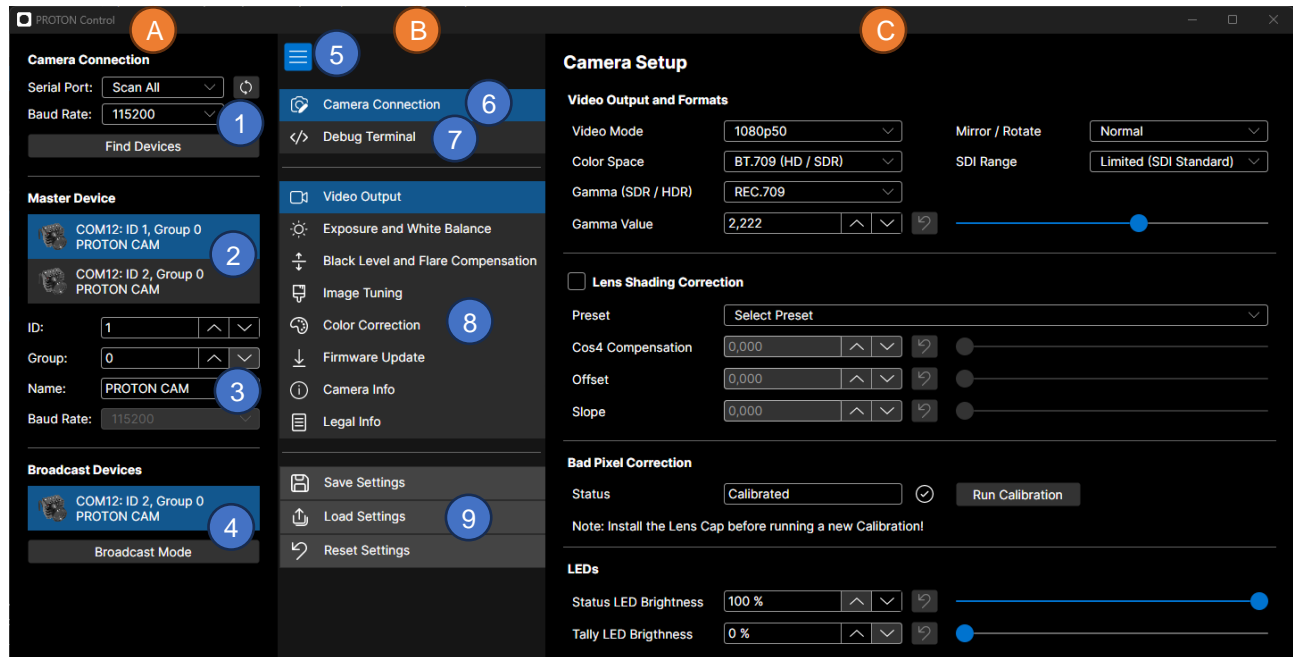 PROTON Control
A
B
C
Camera Connection
Serial Port: Scan All
Baud Rate: 115200
1
Find Devices
Master Device
COM12: ID 1, Group 0
PROTON CAM
2
COM12: ID 2, Group 0
PROTON CAM
ID: 1
Group: 0
Name: PROTON CAM
3
Baud Rate: 115200
Broadcast Devices
COM12: ID 2, Group 0
PROTON CAM
4
Broadcast Mode
5
Camera Connection
6
Debug Terminal
7
Video Output
Exposure and White Balance
Black Level and Flare Compensation
Image Tuning
Color Correction
8
Firmware Update
Camera Info
Legal Info
Save Settings
Load Settings
9
Reset Settings
Camera Setup
Video Output and Formats
Video Mode 1080p50 Mirror / Rotate Normal
Color Space BT.709 (HD / SDR) SDI Range Limited (SDI Standard)
Gamma (SDR / HDR) REC.709
Gamma Value 2,222
Lens Shading Correction
Preset Select Preset
Cos4 Compensation 0,000
Offset 0,000
Slope 0,000
Bad Pixel Correction
Status Calibrated Run Calibration
Note: Install the Lens Cap before running a new Calibration!
LEDs
Status LED Brightness 100 %
Tally LED Brigthness 0 %